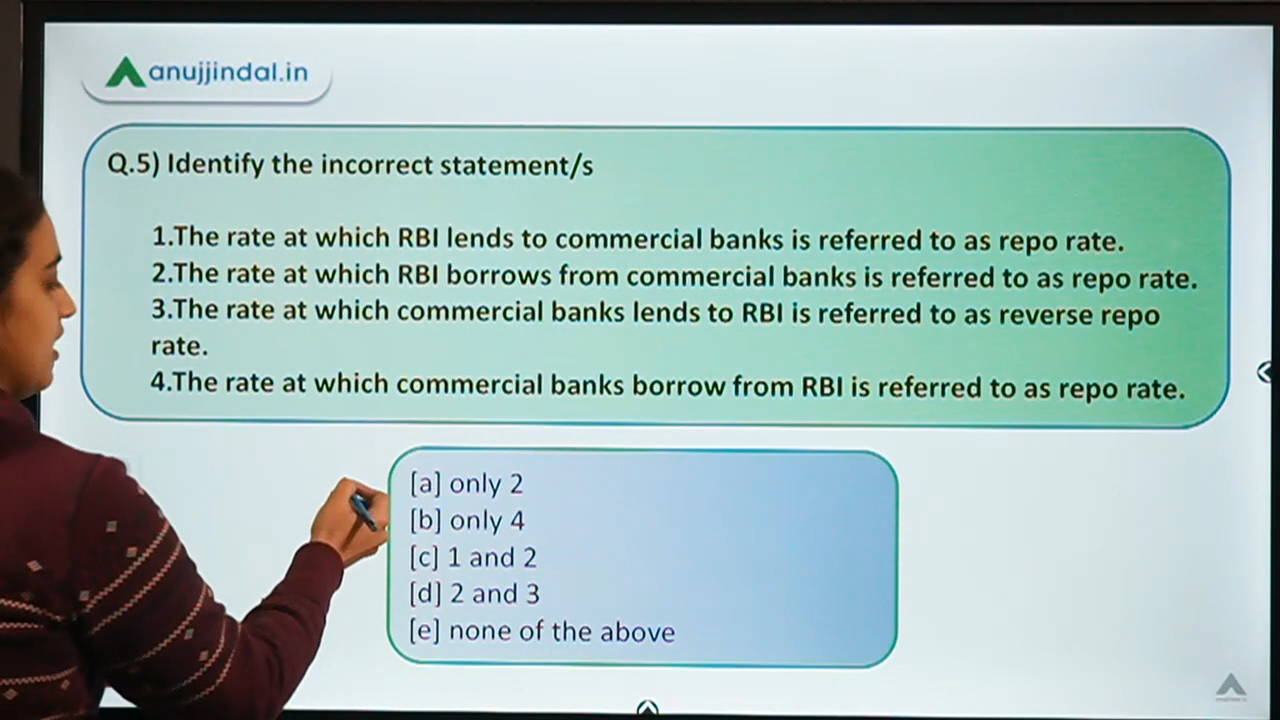 anujjindal.in
Q.5) Identify the incorrect statement/s
1.The rate at which RBI lends to commercial banks is referred to as repo rate.
2.The rate at which RBI borrows from commercial banks is referred to as repo rate.
3.The rate at which commercial banks lends to RBI is referred to as reverse repo
rate.
4.The rate at which commercial banks borrow from RBI is referred to as repo rate.
[a] only 2
[b] only 4
[c] 1 and 2
[d] 2 and 3
[e] none of the above